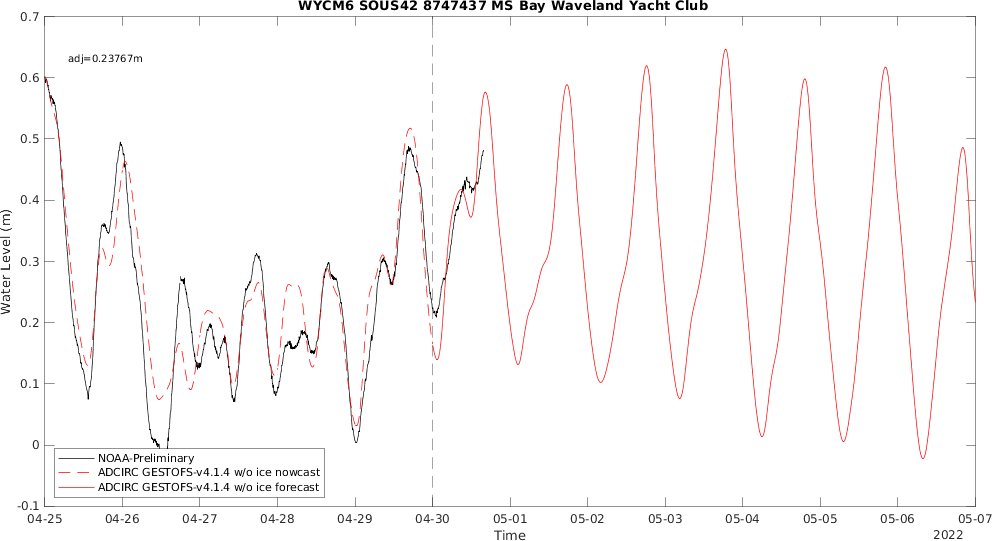 WYCM6 SOUS42 8747437 MS Bay Waveland Yacht Club
adj=0.23767m
Water Level (m)
0.7
0.6
0.5
0.4
0.3
0.2
0.1
0
-0.1
NOAA-Preliminary
ADCIRC GESTOFS-v4.1.4 w/o ice nowcast
ADCIRC GESTOFS-v4.1.4 w/o ice forecast
04-25 04-26 04-27 04-28 04-29 04-30 05-01 05-02 05-03 05-04 05-05 05-06 05-07
Time
2022